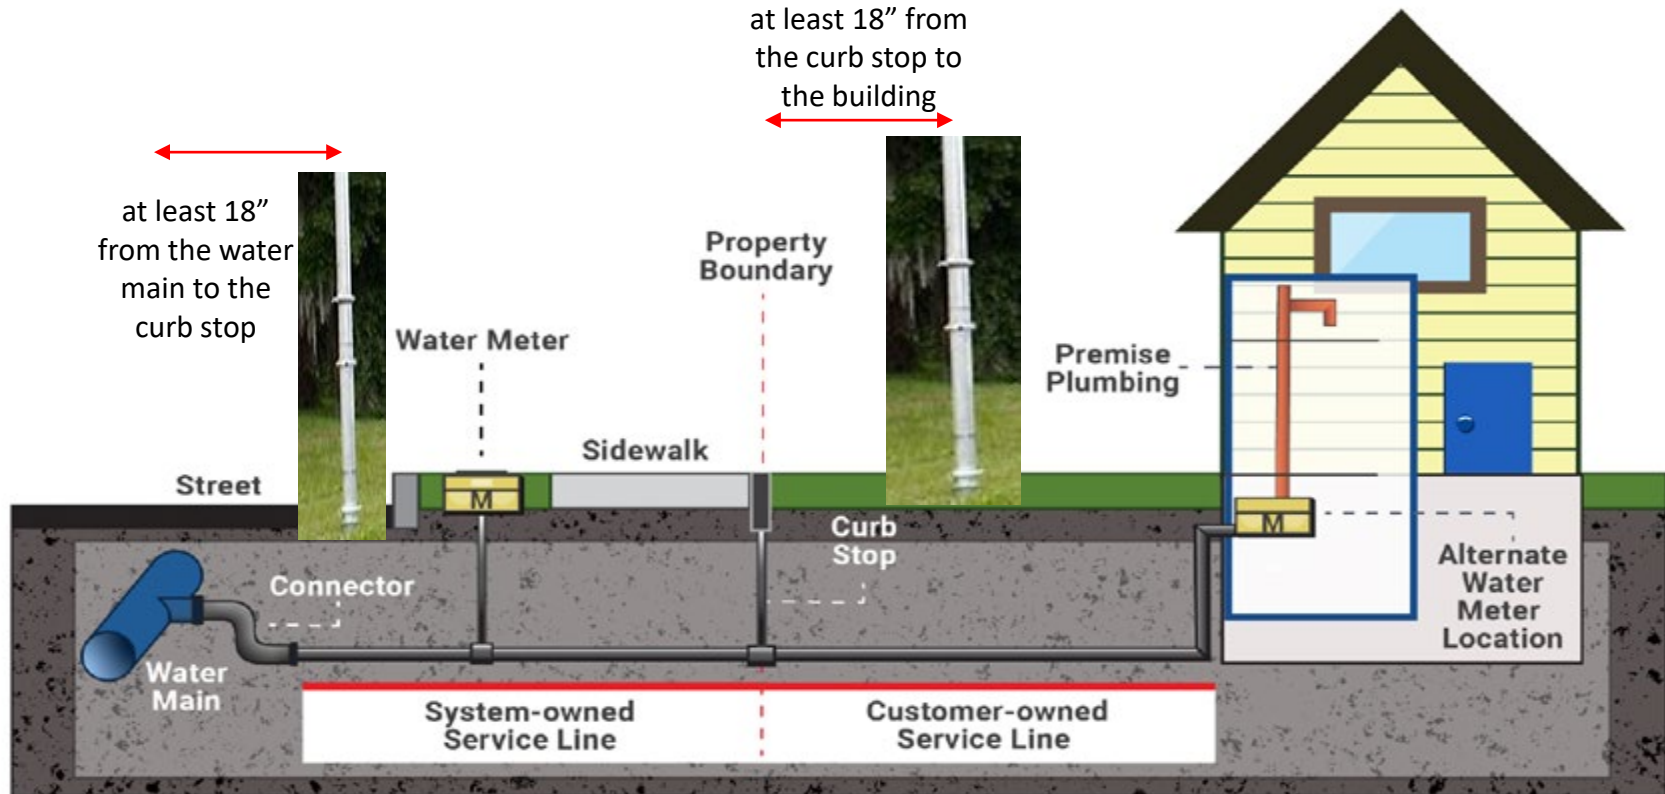 at least 18” from
the curb stop to
the building
at least 18”
from the water
main to the
curb stop
Property
Boundary
Water Meter
Premise
Plumbing
Sidewalk
Street
M
M
Curb
Stop
Connector
Alternate
Water
Meter
Location
Water
Main
System-owned
Service Line
Customer-owned
Service Line